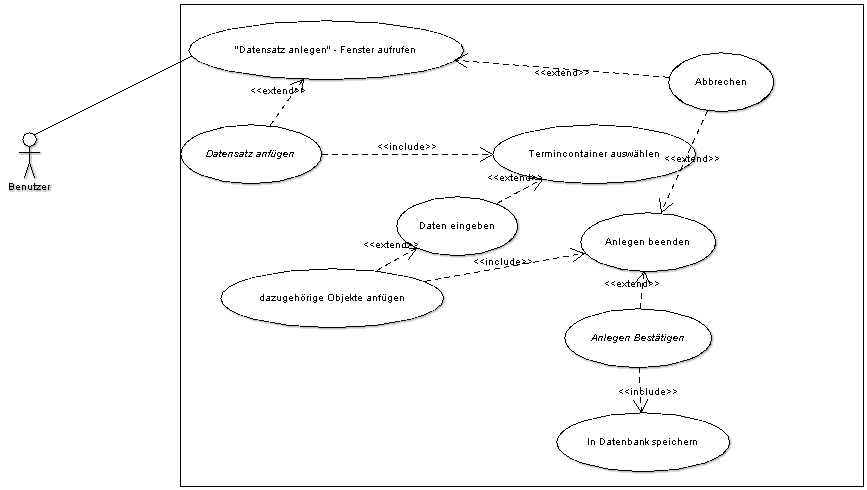 "Datensatz anlegen" - Fenster aufrufen
<<extend>>
Abbrechen
<<extend>>
Datensatz anfügen
<<include>>
Termincontainer auswählen
<<extend>>
<<extend>>
Benutzer
Daten eingeben
<<extend>>
Anlegen beenden
<<include>>
dazugehörige Objekte anfügen
<<extend>>
Anlegen Bestätigen
<<include>>
In Datenbank speichern